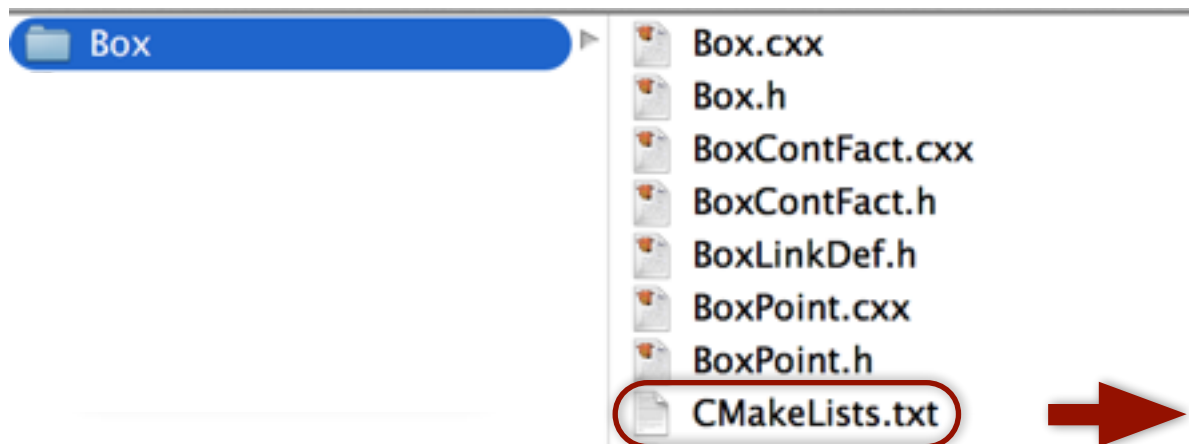 Box
Box.cxx
Box.h
BoxContFact.cxx
BoxContFact.h
BoxLinkDef.h
BoxPoint.cxx
BoxPoint.h
CMakeLists.txt